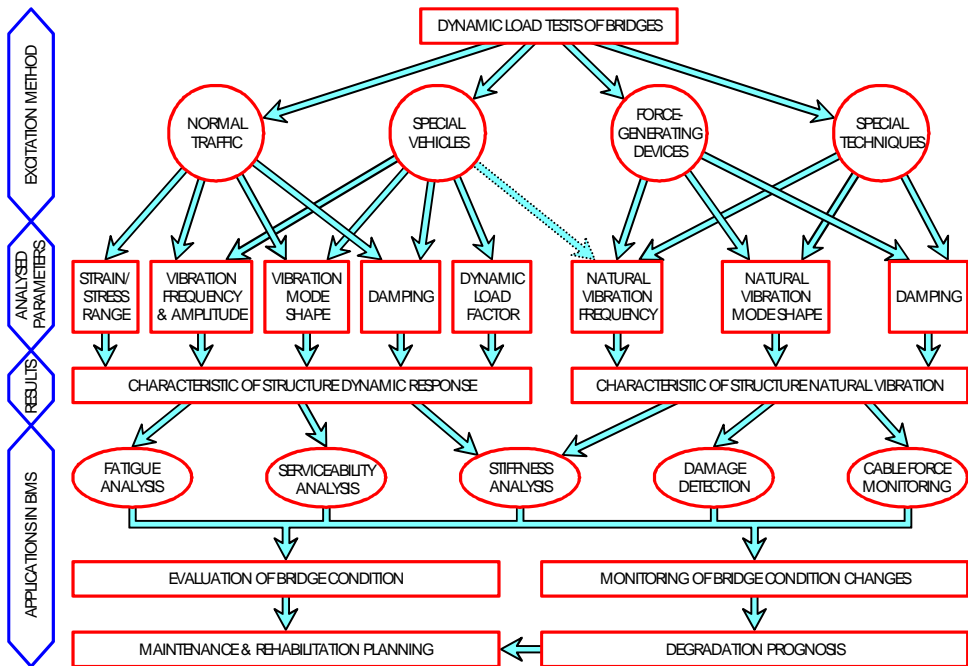 DYNAMIC LOAD TESTS OF BRIDGES
EXCITATION METHOD
NORMAL
TRAFFIC
SPECIAL
VEHICLES
FORCE-
GENERATING
DEVICES
SPECIAL
TECHNIQUES
ANALYSED
PARAMETERS
STRAIN/
STRESS
RANGE
VIBRATION
FREQUENCY
& AMPLITUDE
VIBRATION
MODE
SHAPE
DAMPING
DYNAMIC
LOAD
FACTOR
NATURAL
VIBRATION
FREQUENCY
NATURAL
VIBRATION
MODE SHAPE
DAMPING
RESULTS
CHARACTERISTIC OF STRUCTURE DYNAMIC RESPONSE
CHARACTERISTIC OF STRUCTURE NATURAL VIBRATION
APPLICATIONS IN BMS
FATIGUE
ANALYSIS
SERVICEABILITY
ANALYSIS
STIFFNESS
ANALYSIS
DAMAGE
DETECTION
CABLE FORCE
MONITORING
EVALUATION OF BRIDGE CONDITION
MONITORING OF BRIDGE CONDITION CHANGES
MAINTENANCE & REHABILITATION PLANNING
DEGRADATION PROGNOSIS